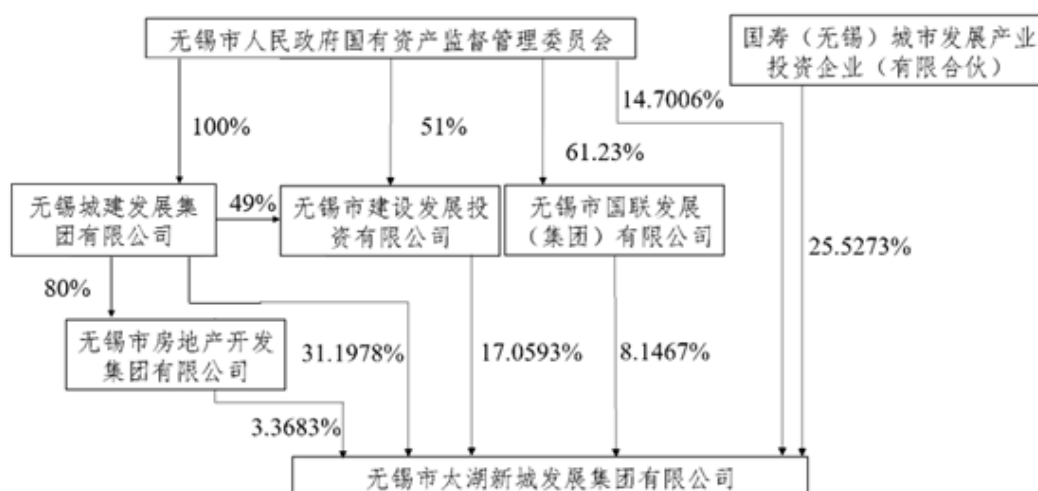 无锡市人民政府国有资产监督管理委员会
国寿（无锡）城市发展产业
投资企业（有限合伙）
14.7006%
100%
51%
61.23%
无锡城建发展集
团有限公司
49%
无锡市建设发展投
资有限公司
无锡市国联发展
（集团）有限公司
25.5273%
80%
无锡市房地产开发
集团有限公司
31.1978%
17.0593%
8.1467%
3.3683%
无锡市太湖新城发展集团有限公司